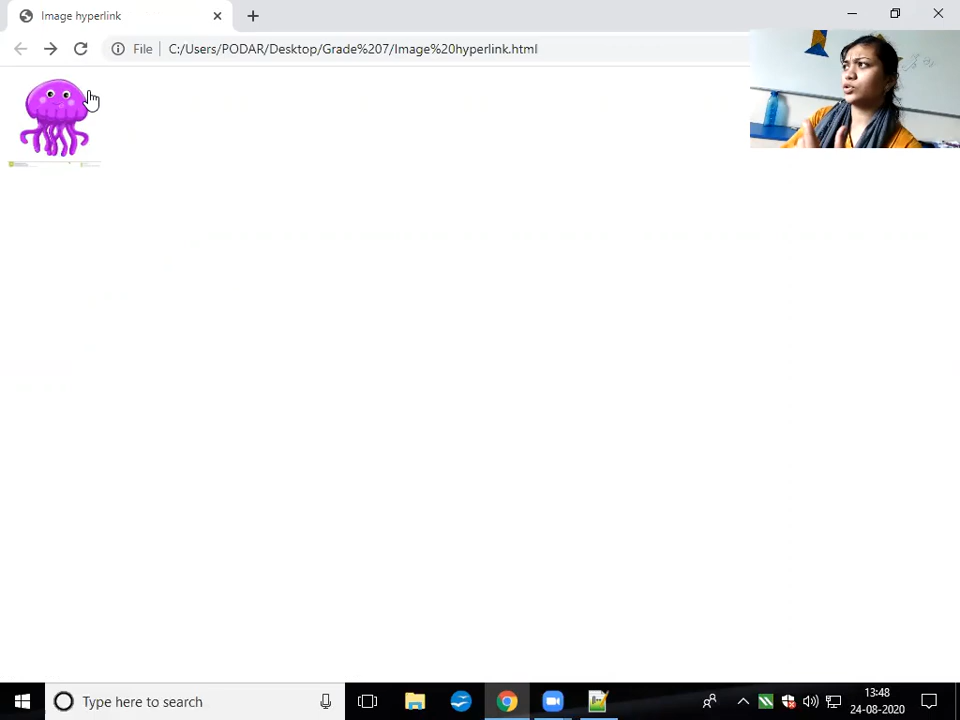 Image hyperlink
File
C:/Users/PODAR/Desktop/Grade%207/Image%20hyperlink.html
Type here to search
13:48
24-08-2020